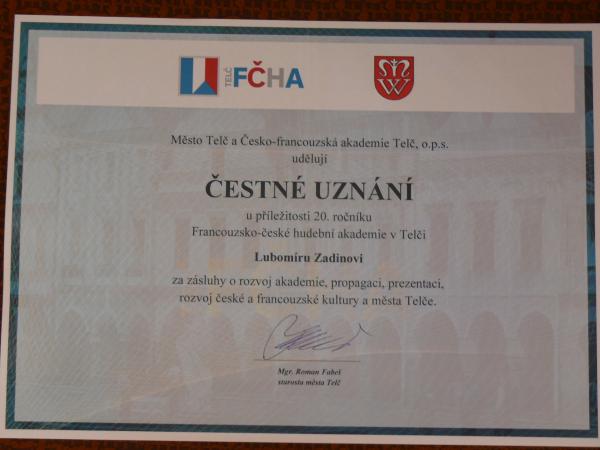 TELČ FČHA
W
Město Telč a Česko-francouzská akademie Telč, o.p.s.
udělují
ČESTNÉ UZNÁNÍ
u příležitosti 20. ročníku
Francouzsko-české hudební akademie v Telči
Lubomíru Zadinovi
za zásluhy o rozvoj akademie, propagaci, prezentaci,
rozvoj české a francouzské kultury a města Telče.
Mgr. Roman Fabeš
starosta města Telč